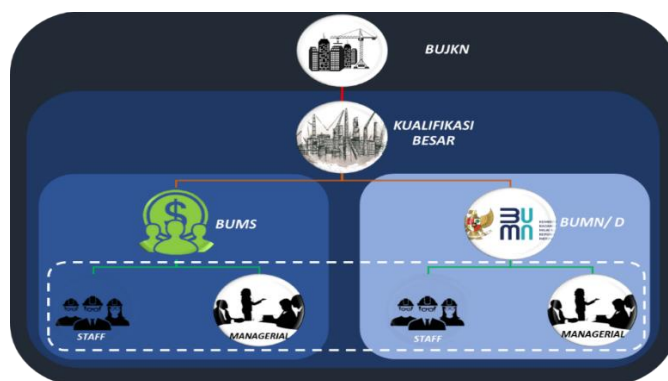 BUJKN
KUALIFIKASI
BESAR
BUMS
BUMN/ D
STAFF
MANAGERIAL
STAFF
MANAGERIAL